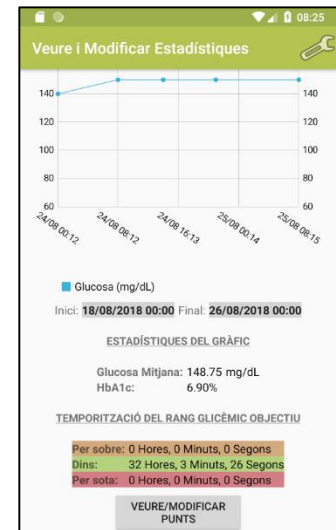 08:25
Veure i Modificar Estadístiques
140 140
120 120
100 100
80 80
60 60
24/08 00.12 24/08 08:12 24/08 16:13 25/08 00.14 25/08 08:15
Glucosa (mg/dL)
Inici: 18/08/2018 00:00 Final: 26/08/2018 00:00
ESTADÍSTIQUES DEL GRÀFIC
Glucosa Mitjana: 148.75 mg/dL
HbA1c: 6.90%
TEMPORITZACIÓ DEL RANG GLICÈMIC OBJECTIU
Per sobre: 0 Hores, 0 Minuts, 0 Segons
Dins: 32 Hores, 3 Minuts, 26 Segons
Per sota: 0 Hores, 0 Minuts, 0 Segons
VEURE/MODIFICAR
PUNTS